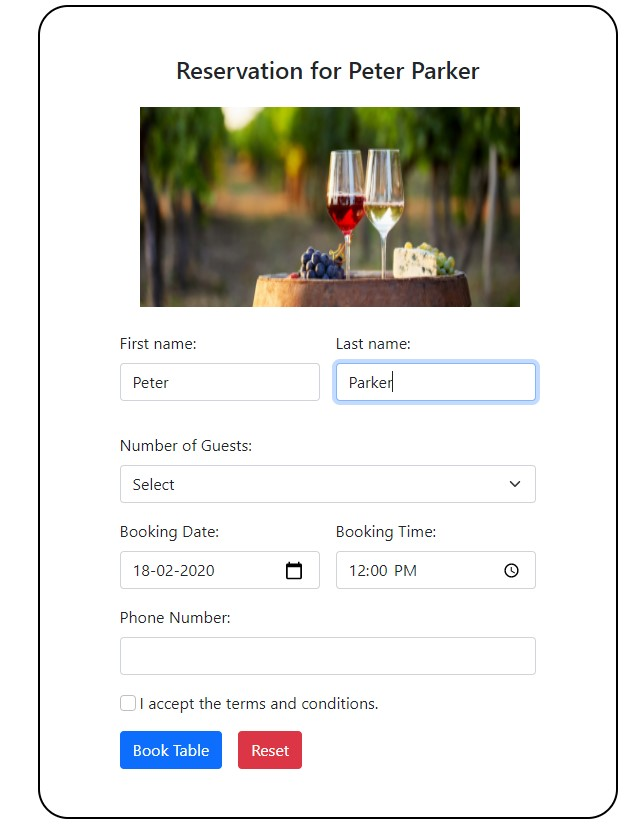 Reservation for Peter Parker
First name: Last name:
Peter Parker
Number of Guests:
Select
Booking Date: Booking Time:
18-02-2020 12:00 PM
Phone Number:
I accept the terms and conditions.
Book Table Reset